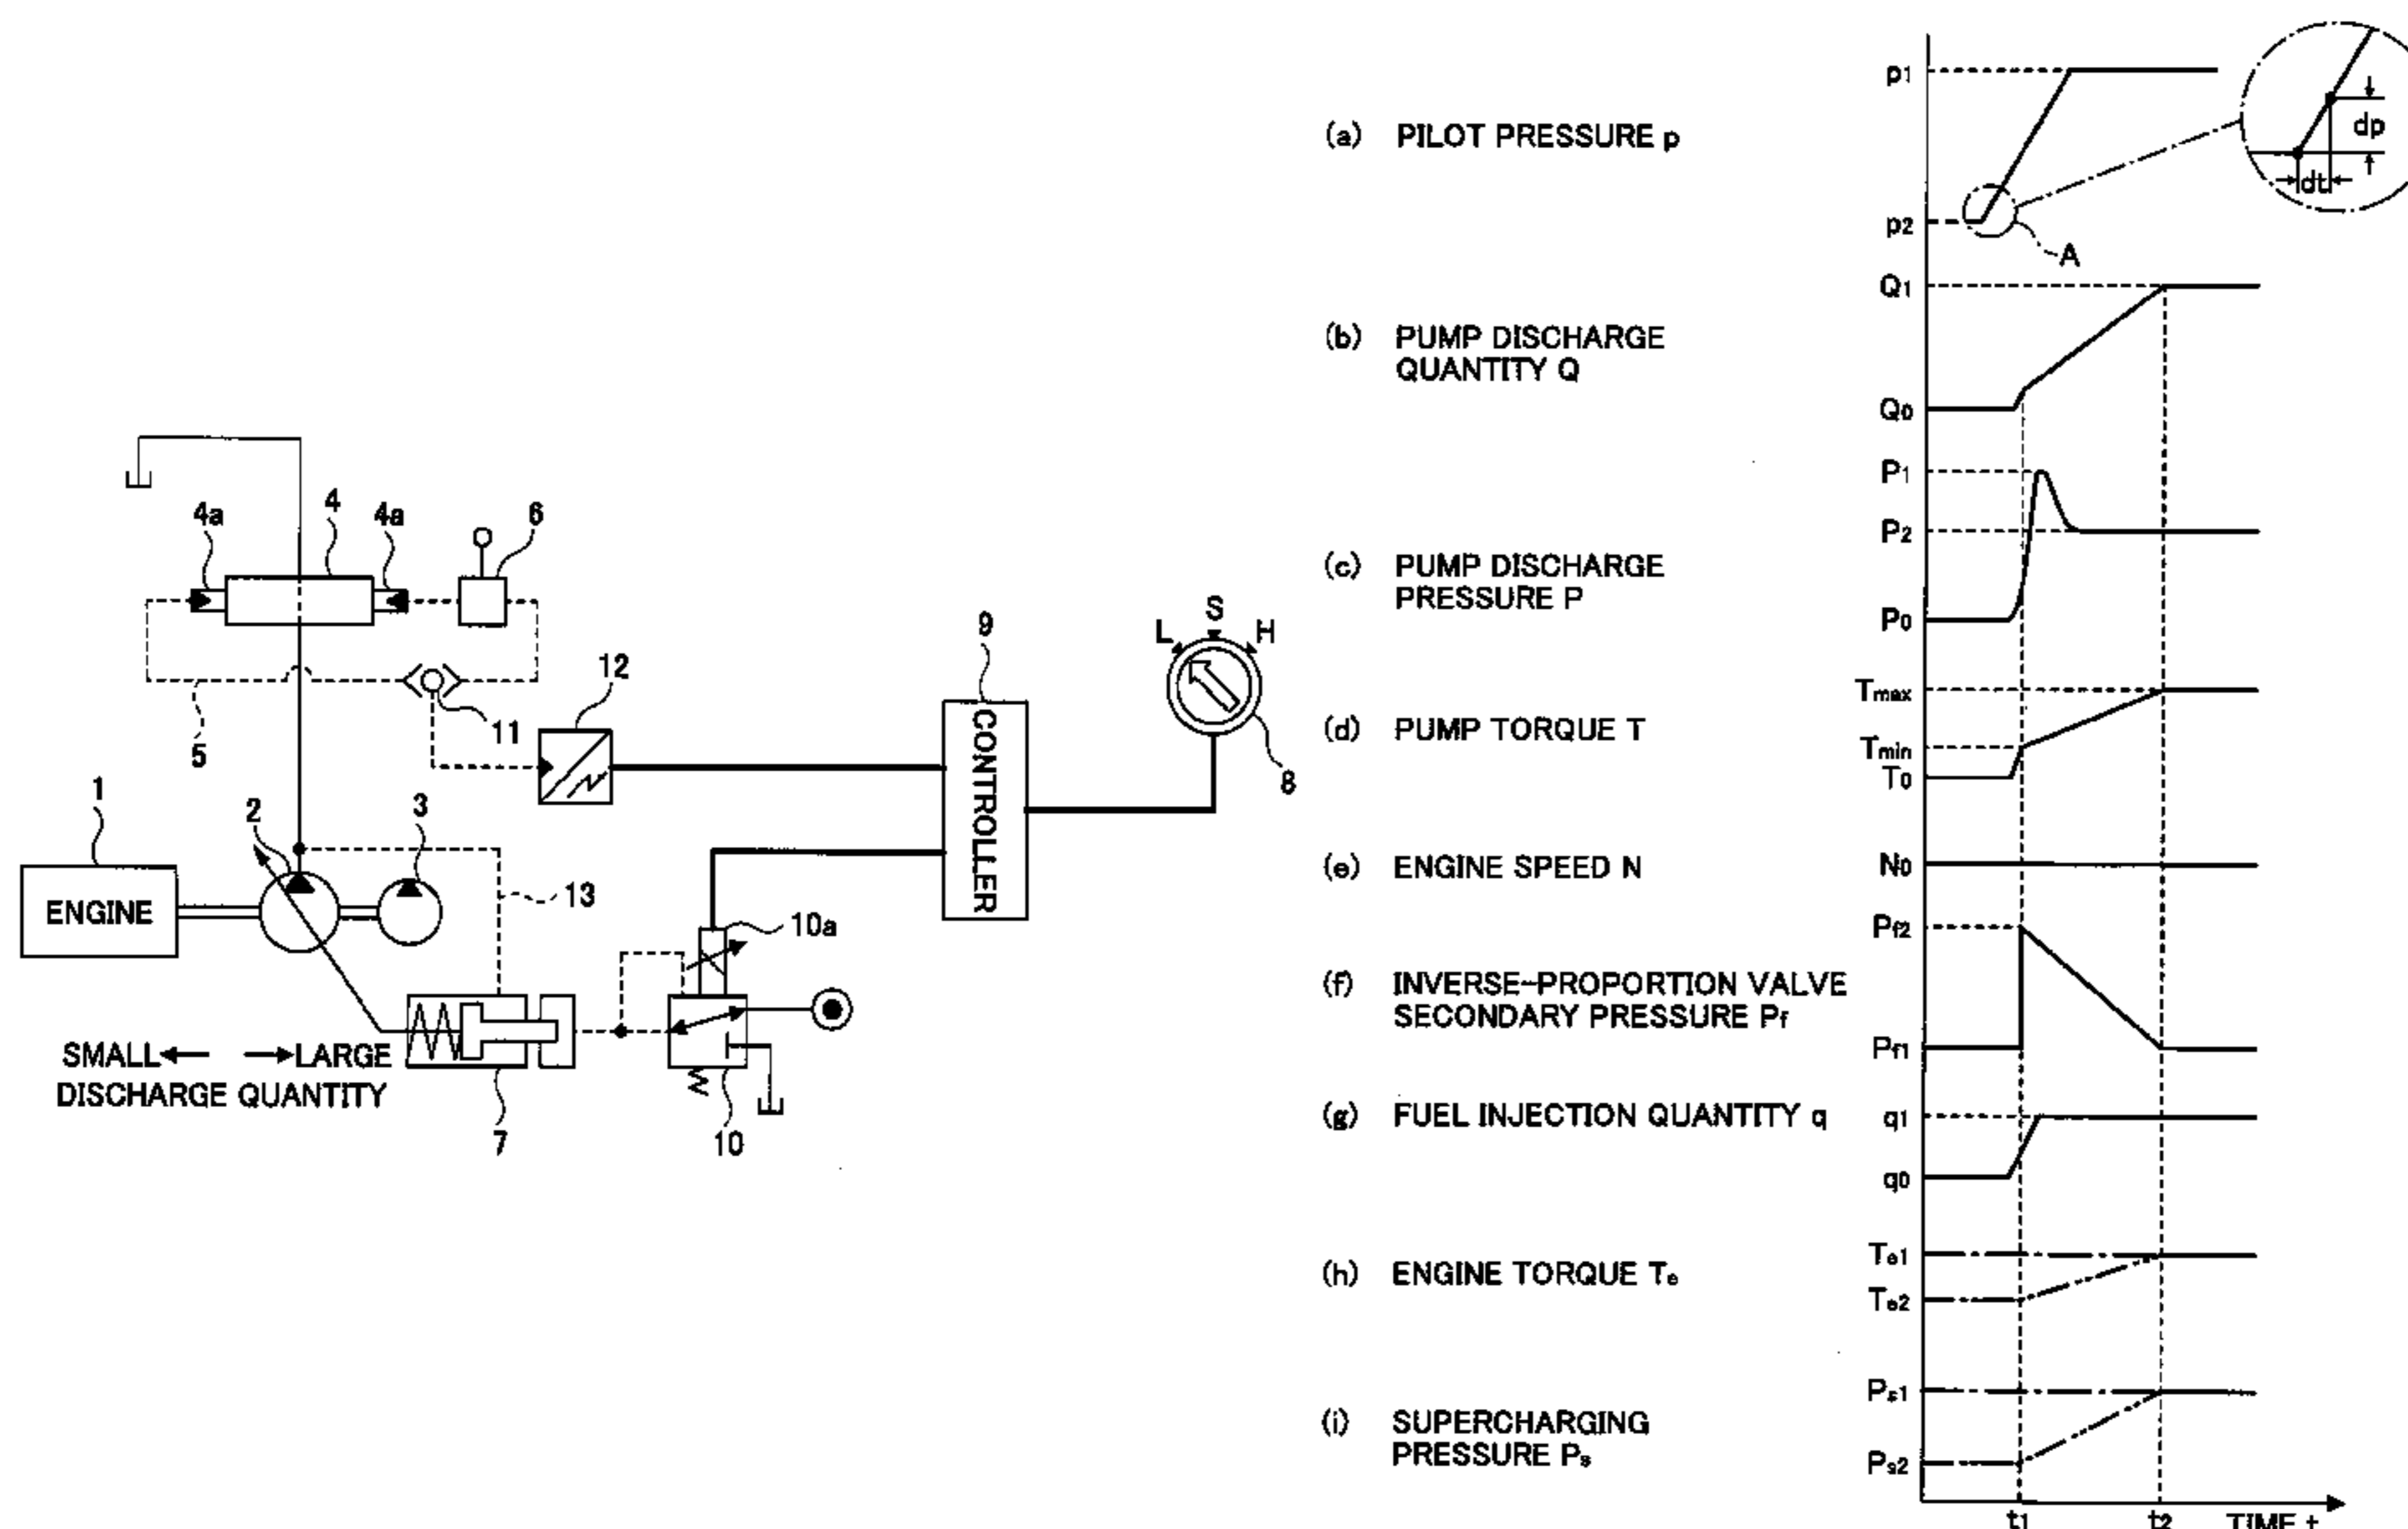 4a
4
4a
6
5
11
12
9
CONTROLLER
L
S
H
8
1
ENGINE
2
3
13
10a
SMALL LARGE
DISCHARGE QUANTITY
7
10
(a) PILOT PRESSURE p
p1
p2
A
dp
dt
(b) PUMP DISCHARGE
QUANTITY Q
Q1
Q0
(c) PUMP DISCHARGE
PRESSURE P
P1
P2
P0
(d) PUMP TORQUE T
Tmax
Tmin
T0
(e) ENGINE SPEED N
N0
(f) INVERSE-PROPORTION VALVE
SECONDARY PRESSURE Pf
Pf2
Pf1
(g) FUEL INJECTION QUANTITY q
q1
q0
(h) ENGINE TORQUE Te
Te1
Te2
(i) SUPERCHARGING
PRESSURE Ps
Ps1
Ps2
t1
t2
TIME t